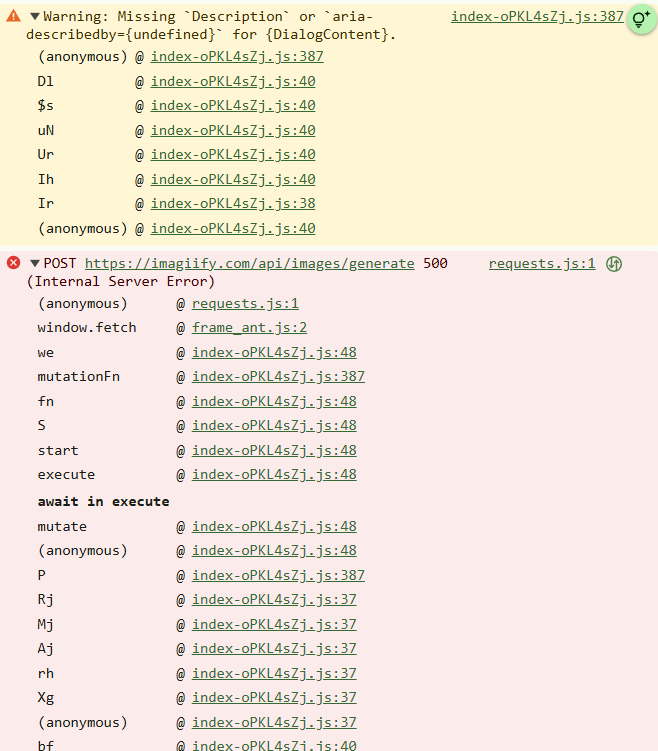 Warning: Missing `Description` or `aria- index-oPKL4sZj.js:387
describedby={undefined}` for {DialogContent}.
(anonymous) @ index-oPKL4sZj.js:387
Dl @ index-oPKL4sZj.js:40
$s @ index-oPKL4sZj.js:40
uN @ index-oPKL4sZj.js:40
Ur @ index-oPKL4sZj.js:40
Ih @ index-oPKL4sZj.js:40
Ir @ index-oPKL4sZj.js:38
(anonymous) @ index-oPKL4sZj.js:40
POST https://imagiify.com/api/images/generate 500 requests.js:1
(Internal Server Error)
(anonymous) @ requests.js:1
window.fetch @ frame_ant.js:2
we @ index-oPKL4sZj.js:48
mutationFn @ index-oPKL4sZj.js:387
fn @ index-oPKL4sZj.js:48
S @ index-oPKL4sZj.js:48
start @ index-oPKL4sZj.js:48
execute @ index-oPKL4sZj.js:48
await in execute
mutate @ index-oPKL4sZj.js:48
(anonymous) @ index-oPKL4sZj.js:48
P @ index-oPKL4sZj.js:387
Rj @ index-oPKL4sZj.js:37
Mj @ index-oPKL4sZj.js:37
Aj @ index-oPKL4sZj.js:37
rh @ index-oPKL4sZj.js:37
Xg @ index-oPKL4sZj.js:37
(anonymous) @ index-oPKL4sZj.js:37
bf @ index-oPKL4sZj.js:40